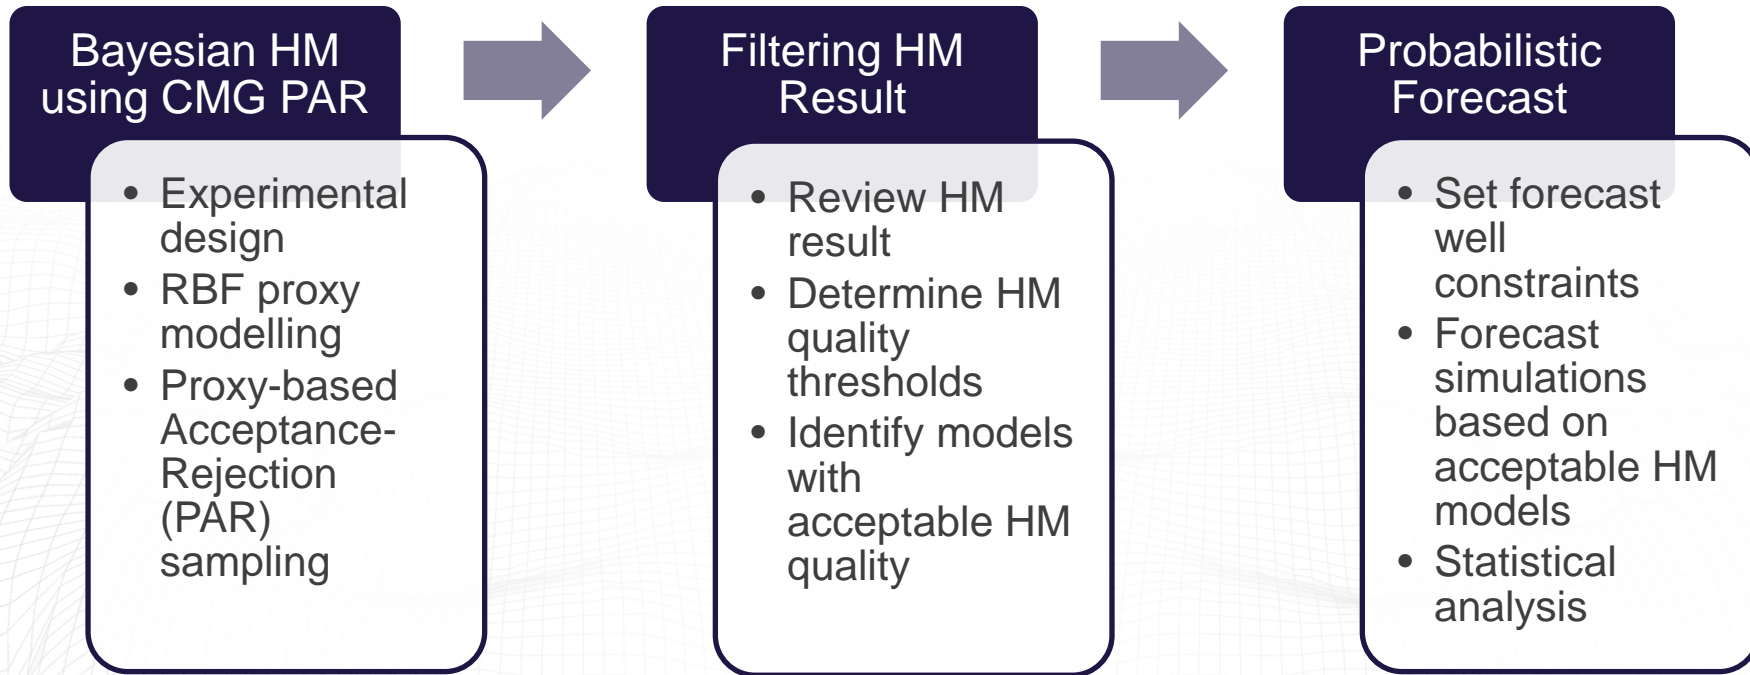 Bayesian HM
using CMG PAR
• Experimental
design
• RBF proxy
modelling
• Proxy-based
Acceptance-
Rejection
(PAR)
sampling
Filtering HM
Result
• Review HM
result
• Determine HM
quality
thresholds
• Identify models
with
acceptable HM
quality
Probabilistic
Forecast
• Set forecast
well
constraints
• Forecast
simulations
based on
acceptable HM
models
• Statistical
analysis